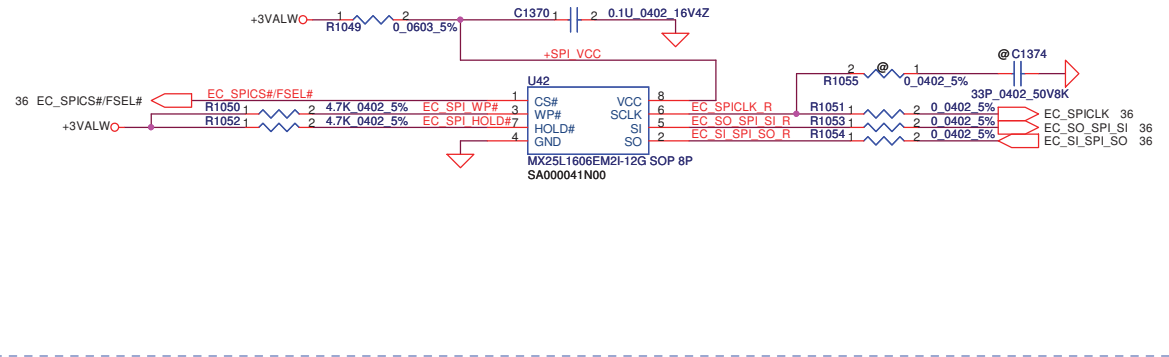 +3VALW 1 2 C1370 1 2 0.1U_0402_16V4Z
R1049 0_0603_5%
+SPI_VCC
@ C1374
2 @ 1
R1055 0_0402_5%
33P_0402_50V8K
U42
36 EC_SPICS#/FSEL# EC_SPICS#/FSEL# 1 CS# VCC 8
R1050 1 2 4.7K_0402_5% EC_SPI_WP# 3 WP# SCLK 6 EC_SPICLK_R R1051 1 2 0_0402_5% EC_SPICLK 36
+3VALW R1052 1 2 4.7K_0402_5% EC_SPI_HOLD# 7 HOLD# SI 5 EC_SO_SPI_SI_R R1053 1 2 0_0402_5% EC_SO_SPI_SI 36
4 GND SO 2 EC_SI_SPI_SO_R R1054 1 2 0_0402_5% EC_SI_SPI_SO 36
MX25L1606EM2I-12G SOP 8P
SA000041N00